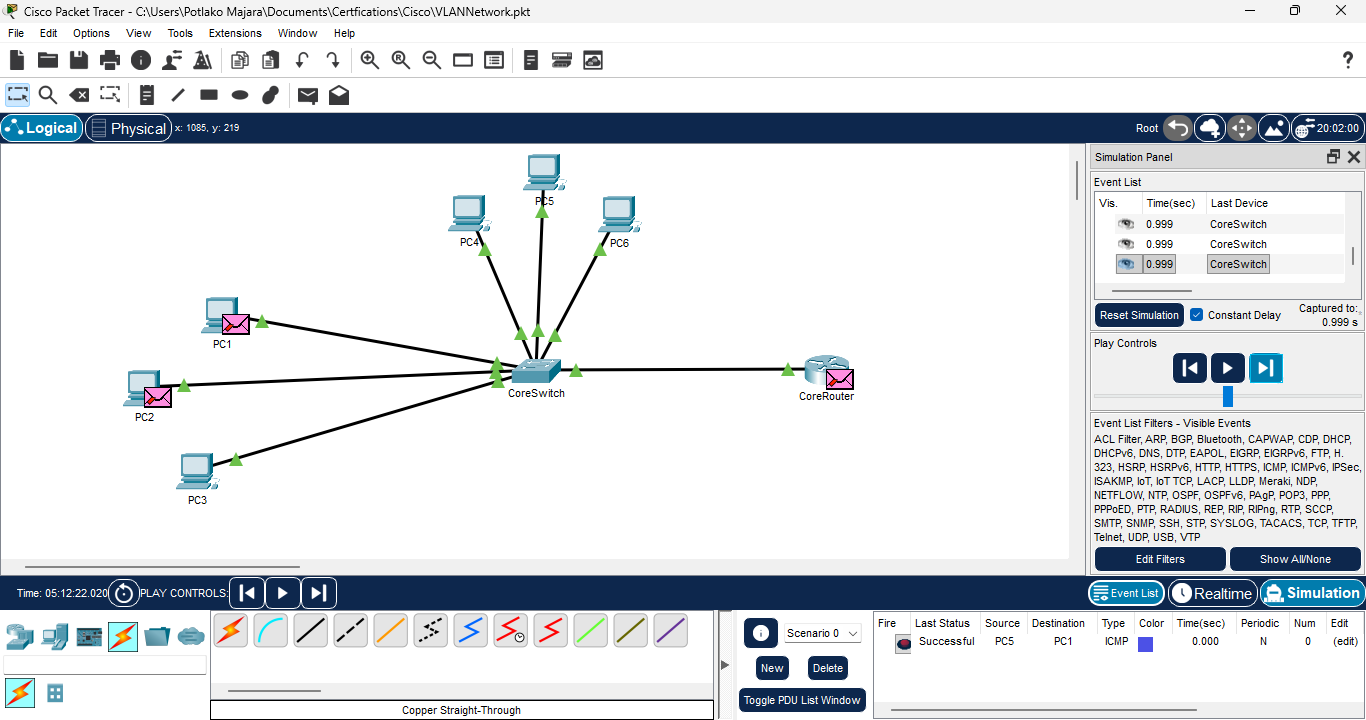 Cisco Packet Tracer - C:\Users\Potlako Majara\Documents\Certfications\Cisco\VLANNetwork.pkt
File Edit Options View Tools Extensions Window Help
Logical Physical x: 1085, y: 219 Root 20:02:00
Simulation Panel
Event List
Vis. Time(sec) Last Device
0.999 CoreSwitch
0.999 CoreSwitch
0.999 CoreSwitch
Reset Simulation Constant Delay Captured to:
0.999 s
Play Controls
Event List Filters - Visible Events
ACL Filter, ARP, BGP, Bluetooth, CAPWAP, CDP, DHCP,
DHCPv6, DNS, DTP, EAPOL, EIGRP, EIGRPv6, FTP, H.
323, HSRP, HSRPv6, HTTP, HTTPS, ICMP, ICMPv6, IPSec,
ISAKMP, IoT, IoT TCP, LACP, LLDP, Meraki, NDP,
NETFLOW, NTP, OSPF, OSPFv6, PAgP, POP3, PPP,
PPPoED, PTP, RADIUS, REP, RIP, RIPng, RTP, SCCP,
SMTP, SNMP, SSH, STP, SYSLOG, TACACS, TCP, TFTP,
Telnet, UDP, USB, VTP
Edit Filters Show All/None
PC5
PC4
PC6
PC1
CoreSwitch
CoreRouter
PC2
PC3
Time: 05:12:22.020 PLAY CONTROLS: Event List Realtime Simulation
Copper Straight-Through
Scenario 0
New Delete
Toggle PDU List Window
Fire Last Status Source Destination Type Color Time(sec) Periodic Num Edit
Successful PC5 PC1 ICMP 0.000 N 0 (edit)